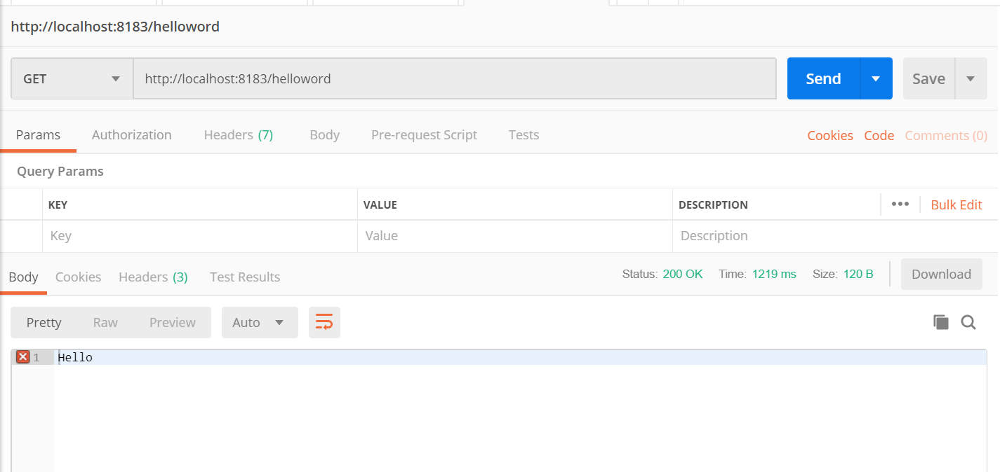 http://localhost:8183/helloword
GET http://localhost:8183/helloword Send Save
Params Authorization Headers (7) Body Pre-request Script Tests Cookies Code Comments (0)
Query Params
KEY VALUE DESCRIPTION ••• Bulk Edit
Key Value Description
Body Cookies Headers (3) Test Results Status: 200 OK Time: 1219 ms Size: 120 B Download
Pretty Raw Preview Auto
1 Hello